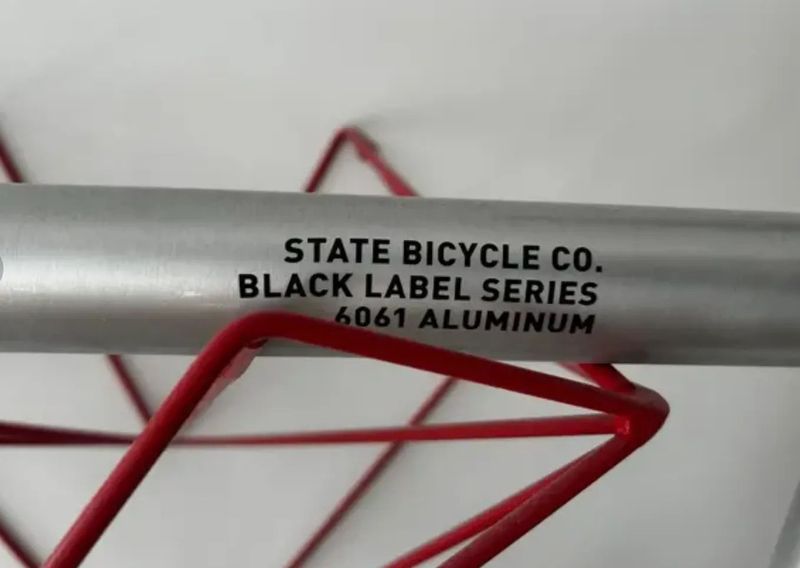 STATE BICYCLE CO.
BLACK LABEL SERIES
6061 ALUMINUM